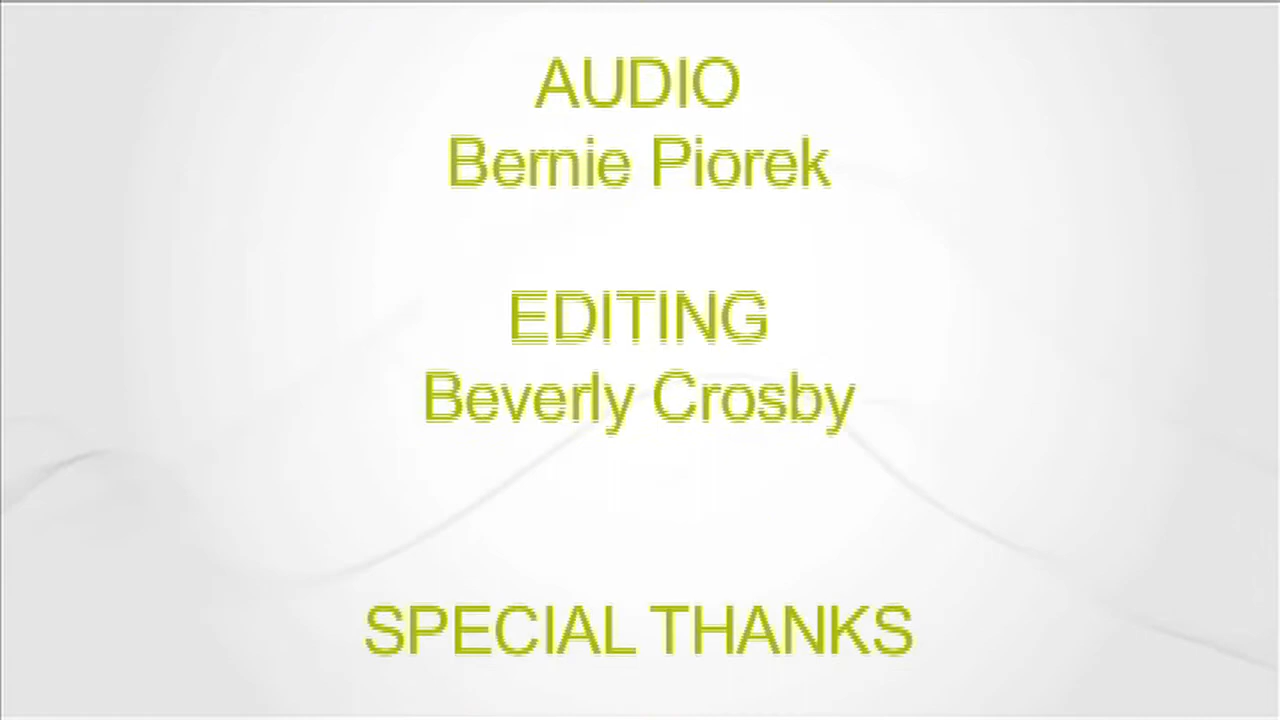 AUDIO
Bernie Piorek
EDITING
Beverly Crosby
SPECIAL THANKS